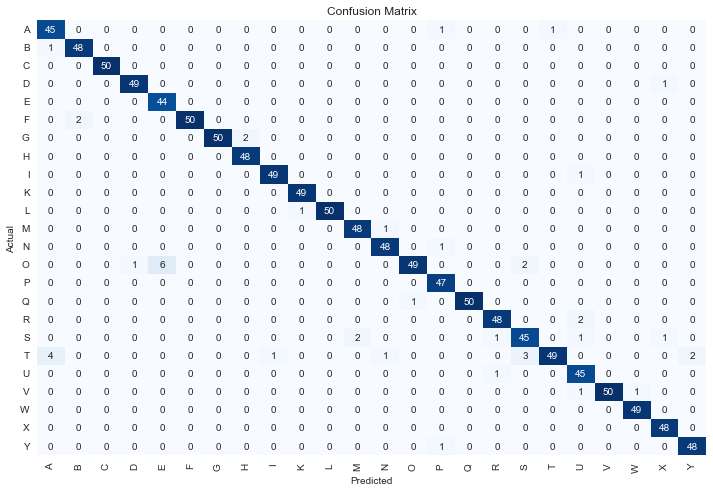 Confusion Matrix
A 45 0 0 0 0 0 0 0 0 0 0 0 0 0 1 0 0 0 1 0 0 0 0 0
B 1 48 0 0 0 0 0 0 0 0 0 0 0 0 0 0 0 0 0 0 0 0 0 0
C 0 0 50 0 0 0 0 0 0 0 0 0 0 0 0 0 0 0 0 0 0 0 0 0
D 0 0 0 49 0 0 0 0 0 0 0 0 0 0 0 0 0 0 0 0 0 0 1 0
E 0 0 0 0 44 0 0 0 0 0 0 0 0 0 0 0 0 0 0 0 0 0 0 0
F 0 2 0 0 0 50 0 0 0 0 0 0 0 0 0 0 0 0 0 0 0 0 0 0
G 0 0 0 0 0 0 50 2 0 0 0 0 0 0 0 0 0 0 0 0 0 0 0 0
H 0 0 0 0 0 0 0 48 0 0 0 0 0 0 0 0 0 0 0 0 0 0 0 0
I 0 0 0 0 0 0 0 0 49 0 0 0 0 0 0 0 0 0 0 1 0 0 0 0
K 0 0 0 0 0 0 0 0 0 49 0 0 0 0 0 0 0 0 0 0 0 0 0 0
L 0 0 0 0 0 0 0 0 0 1 50 0 0 0 0 0 0 0 0 0 0 0 0 0
M 0 0 0 0 0 0 0 0 0 0 0 48 1 0 0 0 0 0 0 0 0 0 0 0
N 0 0 0 0 0 0 0 0 0 0 0 0 48 0 1 0 0 0 0 0 0 0 0 0
O 0 0 0 1 6 0 0 0 0 0 0 0 0 49 0 0 0 2 0 0 0 0 0 0
P 0 0 0 0 0 0 0 0 0 0 0 0 0 0 47 0 0 0 0 0 0 0 0 0
Q 0 0 0 0 0 0 0 0 0 0 0 0 0 1 0 50 0 0 0 0 0 0 0 0
R 0 0 0 0 0 0 0 0 0 0 0 0 0 0 0 0 48 0 0 2 0 0 0 0
S 0 0 0 0 0 0 0 0 0 0 0 2 0 0 0 0 1 45 0 1 0 0 1 0
T 4 0 0 0 0 0 0 0 1 0 0 0 1 0 0 0 0 3 49 0 0 0 0 2
U 0 0 0 0 0 0 0 0 0 0 0 0 0 0 0 0 1 0 0 45 0 0 0 0
V 0 0 0 0 0 0 0 0 0 0 0 0 0 0 0 0 0 0 0 1 50 1 0 0
W 0 0 0 0 0 0 0 0 0 0 0 0 0 0 0 0 0 0 0 0 0 49 0 0
X 0 0 0 0 0 0 0 0 0 0 0 0 0 0 0 0 0 0 0 0 0 0 48 0
Y 0 0 0 0 0 0 0 0 0 0 0 0 0 0 1 0 0 0 0 0 0 0 0 48
A B C D E F G H I K L M N O P Q R S T U V W X Y
Predicted
Actual